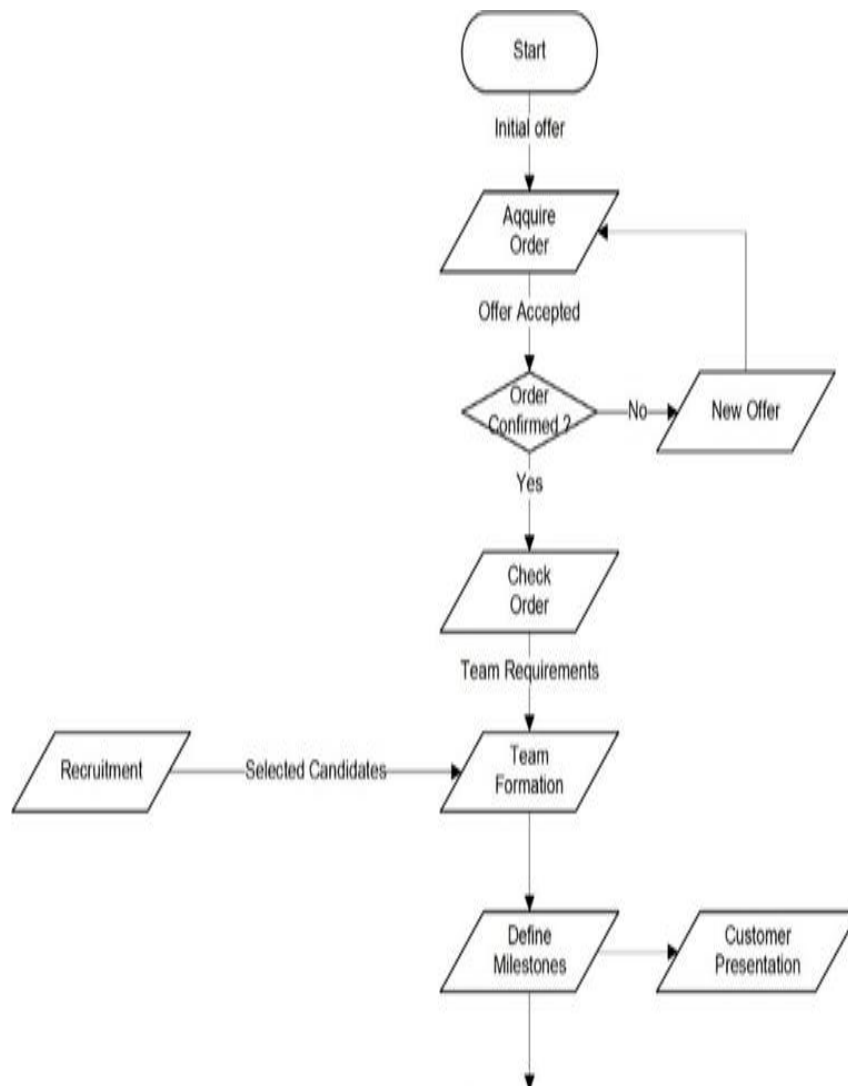 Start
Initial offer
Aqquire
Order
Offer Accepted
Order
Confirmed ?
No
New Offer
Yes
Check
Order
Team Requirements
Recruitment
Selected Candidates
Team
Formation
Define
Milestones
Customer
Presentation